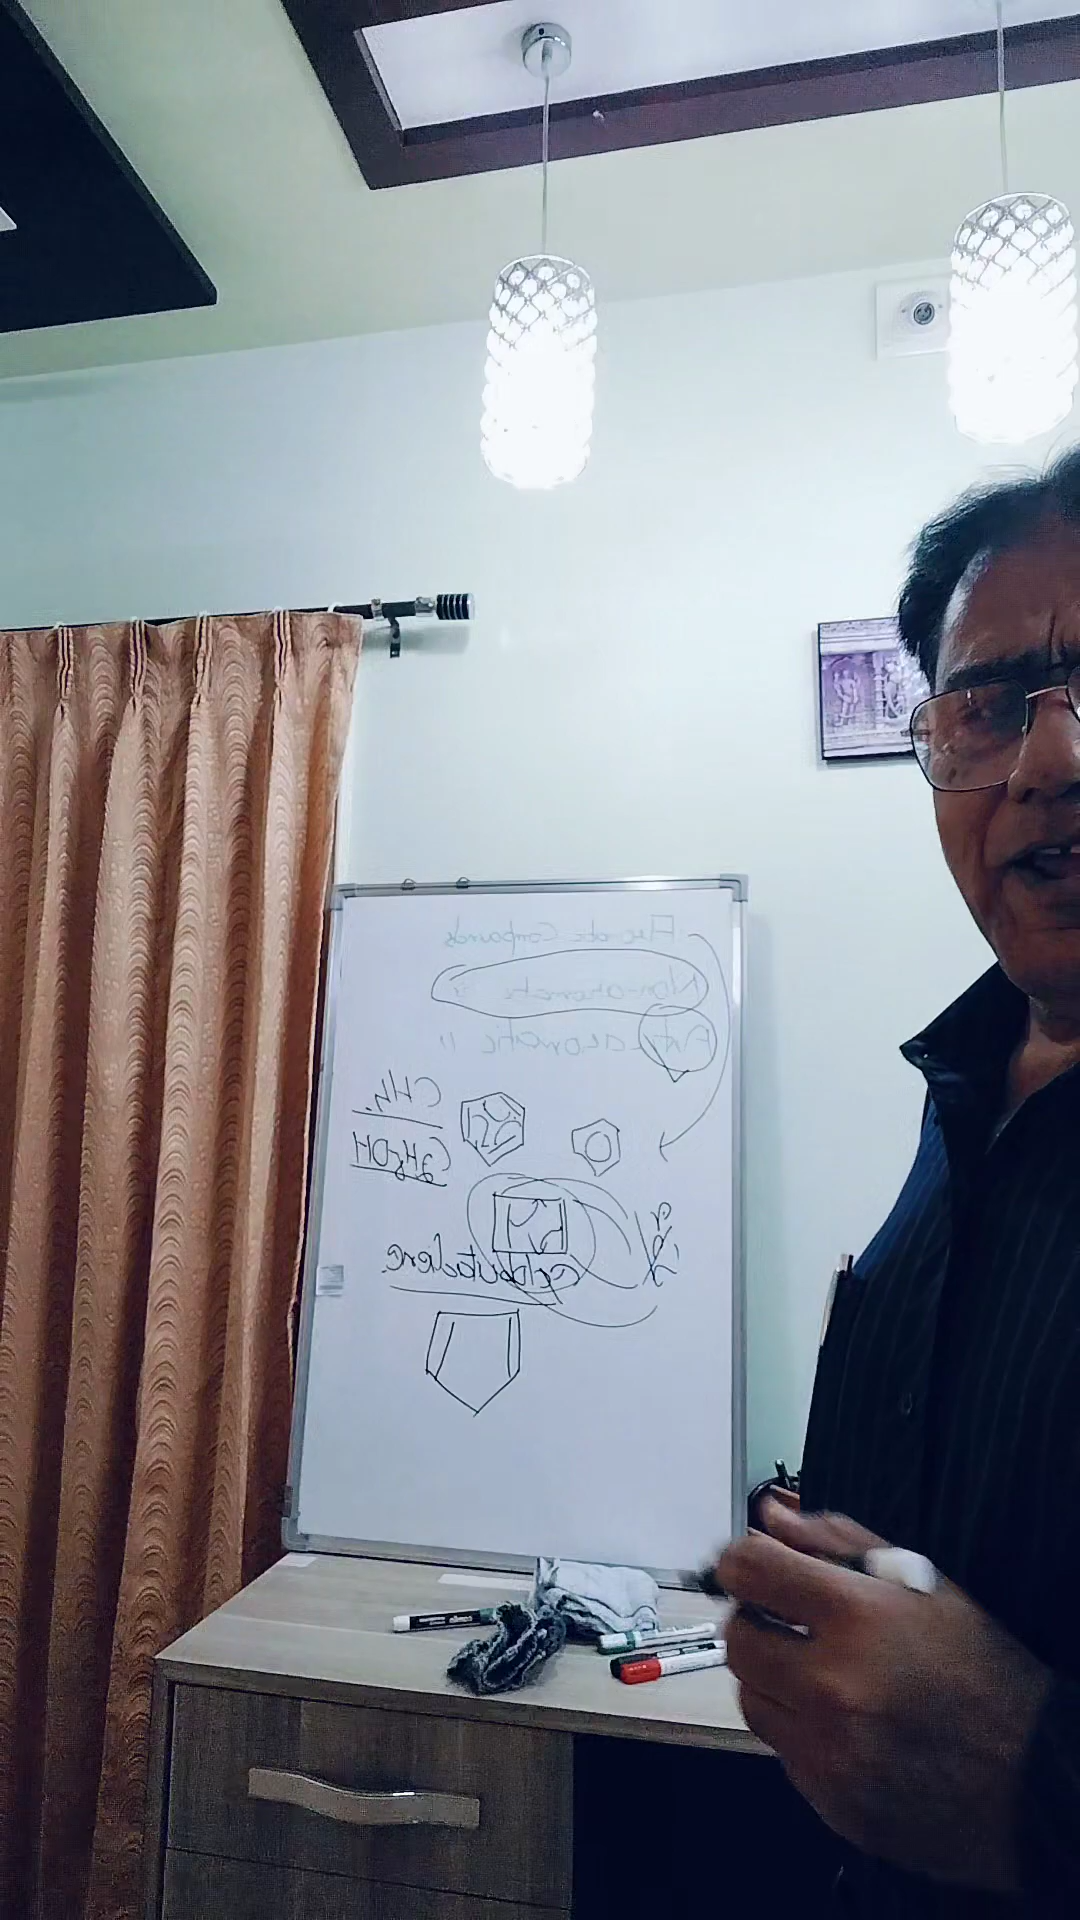 Aromatic Compounds
Non-aromatic "
Anti-aromatic "
CH4.
C2H5OH
Cyclobutadiene